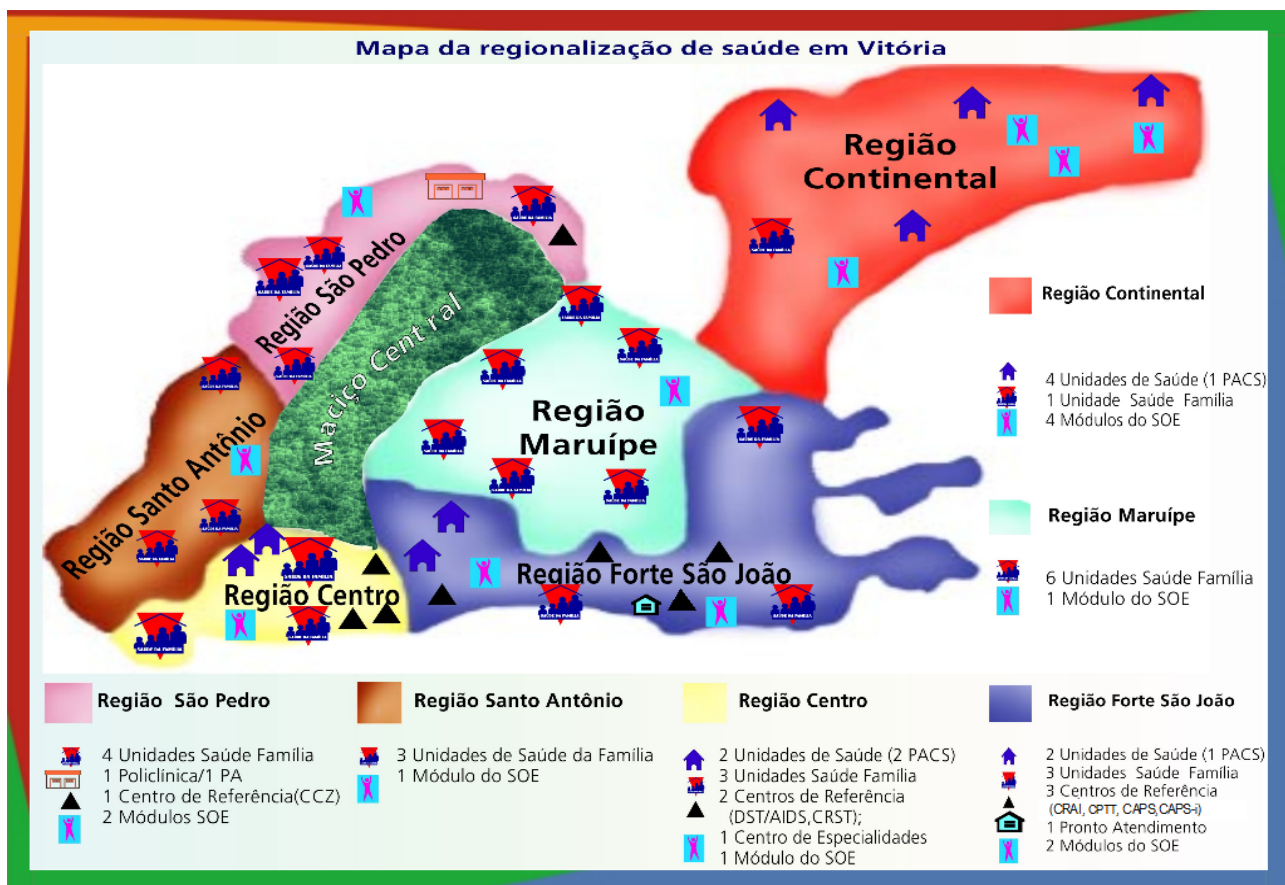 Mapa da regionalização de saúde em Vitória
Região
Continental
Região São Pedro
Maciço Central
Região
Maruípe
Região Santo Antônio
Região Centro
Região Forte São João
Região Continental
4 Unidades de Saúde (1 PACS)
1 Unidade Saúde Família
4 Módulos do SOE
Região Maruípe
6 Unidades Saúde Família
1 Módulo do SOE
Região São Pedro
4 Unidades Saúde Família
1 Policlínica/1 PA
1 Centro de Referência(CCZ)
2 Módulos SOE
Região Santo Antônio
3 Unidades de Saúde da Família
1 Módulo do SOE
Região Centro
2 Unidades de Saúde (2 PACS)
3 Unidades Saúde Família
2 Centros de Referência
(DST/AIDS,CRST);
1 Centro de Especialidades
1 Módulo do SOE
Região Forte São João
2 Unidades de Saúde (1 PACS)
3 Unidades Saúde Família
3 Centros de Referência
(CRAI, CPTT, CAPS,CAPS-i)
1 Pronto Atendimento
2 Módulos do SOE